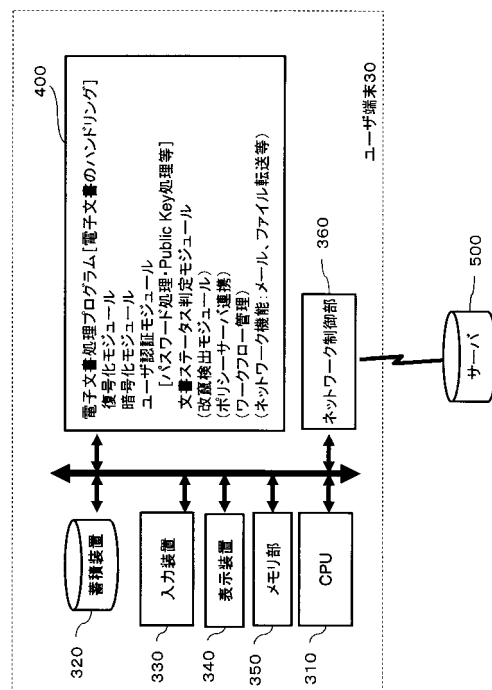 400
電子文書処理プログラム[電子文書のハンドリング]
復号化モジュール
暗号化モジュール
ユーザ認証モジュール
[パスワード処理・Public Key処理等]
文書ステータス判定モジュール
(改竄検出モジュール)
(ポリシーサーバ連携)
(ワークフロー管理)
(ネットワーク機能:メール、ファイル転送等)
ユーザ端末30
蓄積装置
320
入力装置
330
表示装置
340
メモリ部
350
CPU
310
ネットワーク制御部
360
サーバ
500